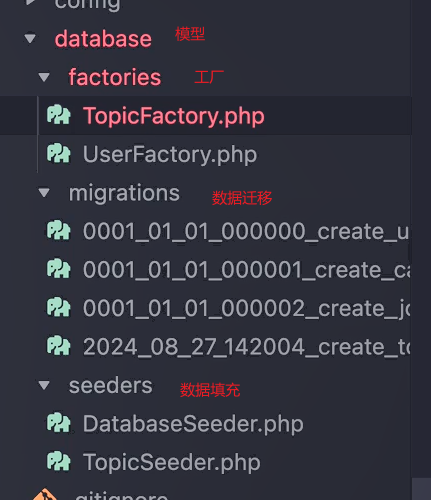 config
database 模型
factories 工厂
TopicFactory.php
UserFactory.php
migrations 数据迁移
0001_01_01_000000_create_u
0001_01_01_000001_create_ca
0001_01_01_000002_create_jo
2024_08_27_142004_create_to
seeders 数据填充
DatabaseSeeder.php
TopicSeeder.php
.gitignore